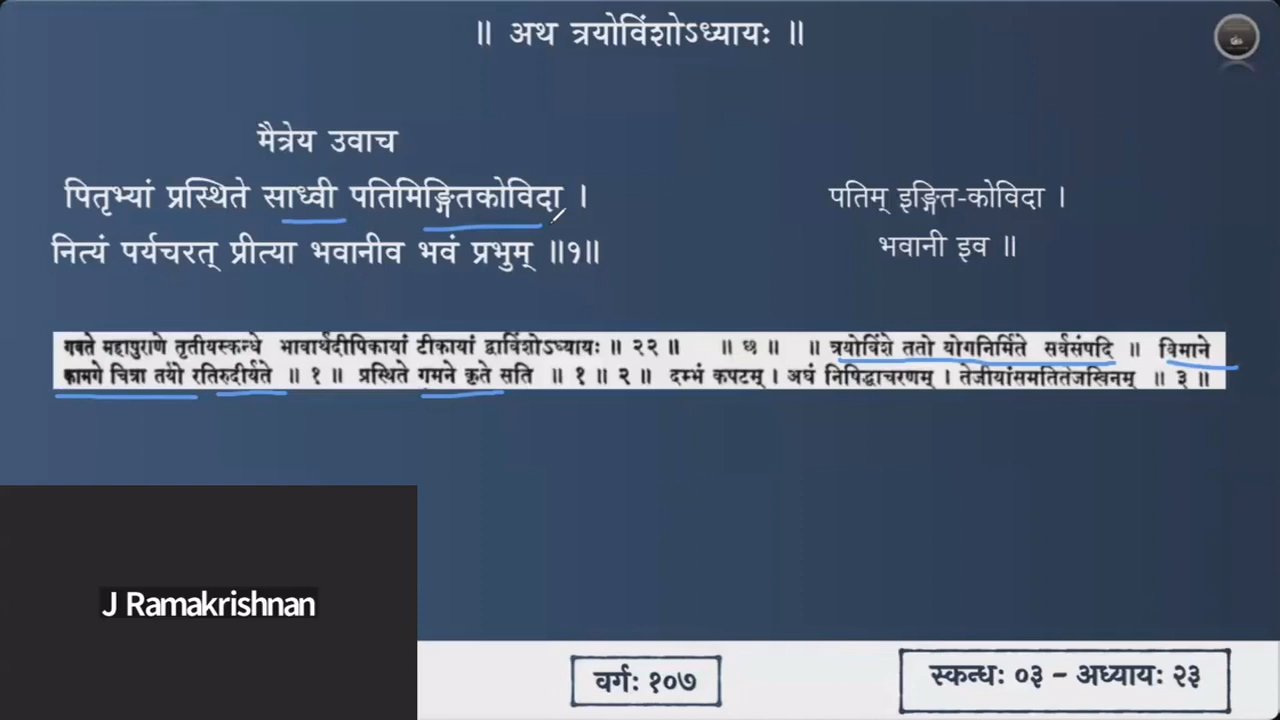 ॥ अथ त्रयोविंशोऽध्यायः ॥
मैत्रेय उवाच
पितृभ्यां प्रस्थिते साध्वी पतिमिङ्गितकोविदा ।
नित्यं पर्यचरत् प्रीत्या भवानीव भवं प्रभुम् ॥१॥
पतिम् इङ्गित-कोविदा ।
भवानी इव ॥
गवते महापुराणे तृतीयस्कन्धे भावार्थदीपिकायां टीकायां द्वाविंशोऽध्यायः ॥ २२ ॥ ॥ छ ॥ ॥ त्रयोविंशे ततो योगनिर्मिते सर्वसंपदि ॥ विमाने
कामगे चित्रा तयो रतिरुदीर्यते ॥ १ ॥ प्रस्थिते गमने कृते सति ॥ १ ॥ २ ॥ दम्भं कपटम् । अघं निषिद्धाचरणम् । तेजीयांसमतितेजस्विनम् ॥ ३ ॥
J Ramakrishnan
वर्गः १०७
स्कन्धः ०३ - अध्यायः २३